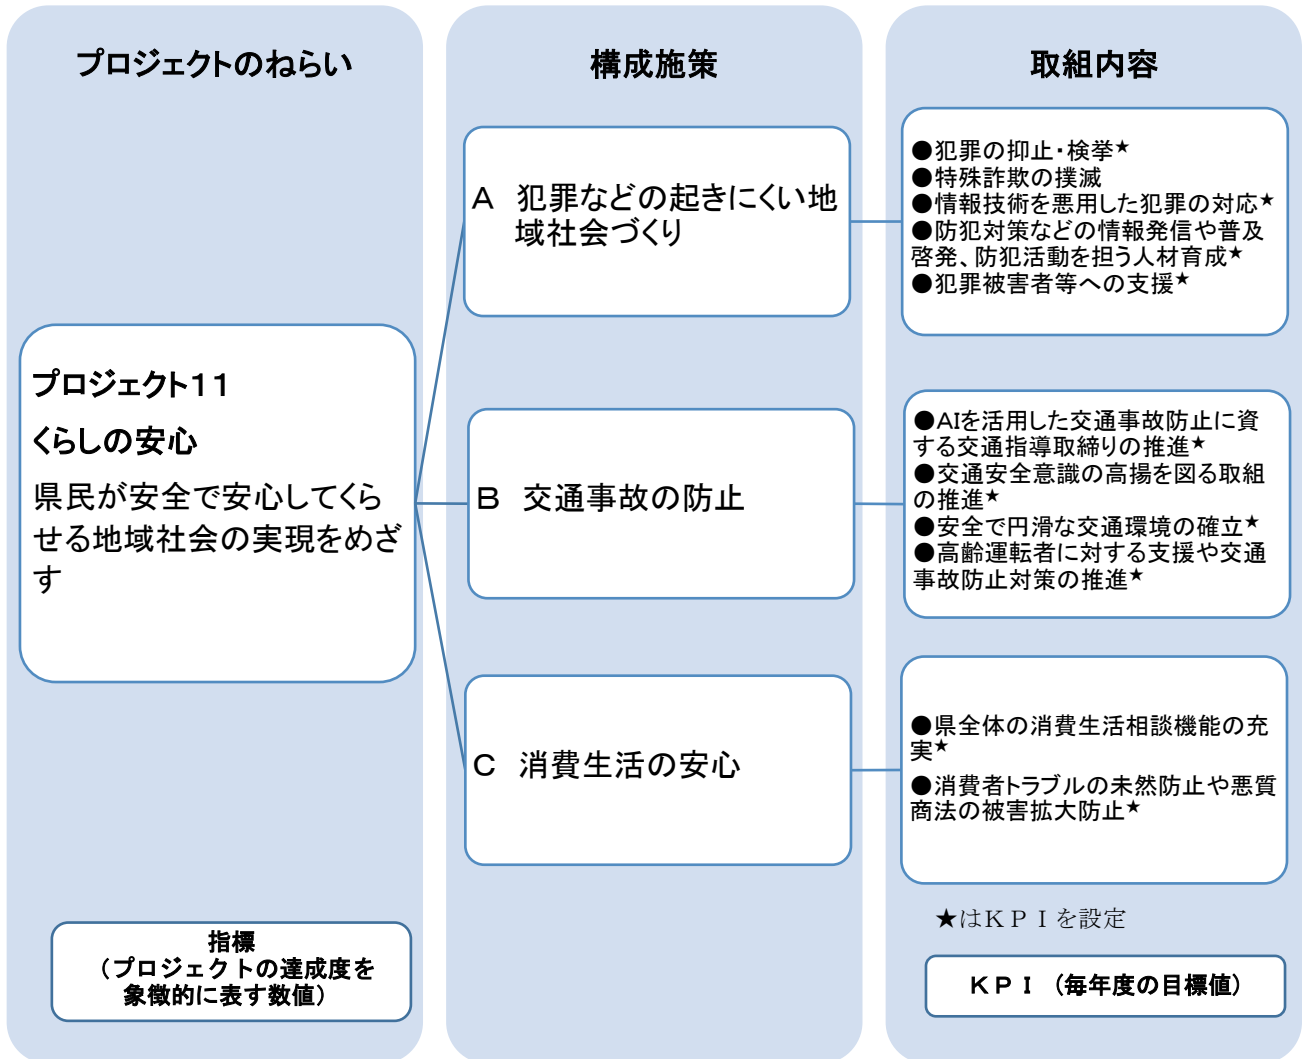 プロジェクトのねらい
構成施策
取組内容
プロジェクト11
くらしの安心
県民が安全で安心してくら
せる地域社会の実現をめざ
す
A 犯罪などの起きにくい地
域社会づくり
●犯罪の抑止・検挙★
●特殊詐欺の撲滅
●情報技術を悪用した犯罪の対応★
●防犯対策などの情報発信や普及
啓発、防犯活動を担う人材育成★
●犯罪被害者等への支援★
B 交通事故の防止
●AIを活用した交通事故防止に資
する交通指導取締りの推進★
●交通安全意識の高揚を図る取組
の推進★
●安全で円滑な交通環境の確立★
●高齢運転者に対する支援や交通
事故防止対策の推進★
C 消費生活の安心
●県全体の消費生活相談機能の充
実★
●消費者トラブルの未然防止や悪質
商法の被害拡大防止★
★はKPIを設定
指標
(プロジェクトの達成度を
象徴的に表す数値)
KPI (毎年度の目標値)